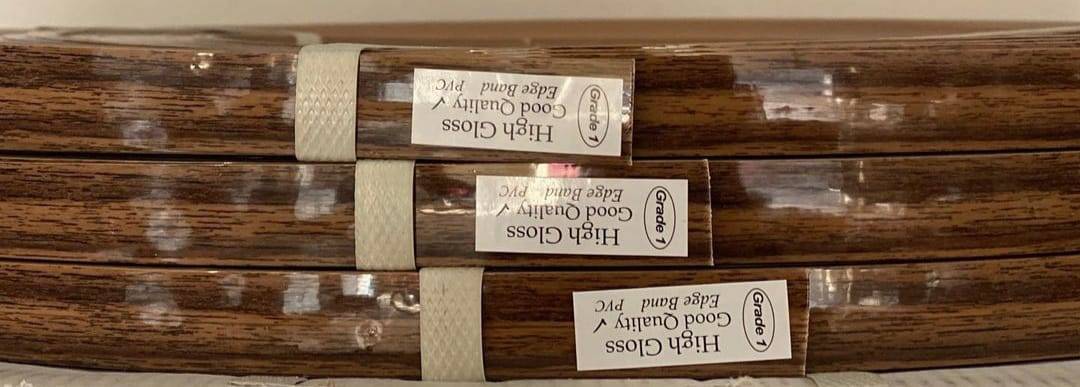 Grade 1
High Gloss
Good Quality ✓
Edge Band PVC
Grade 1
High Gloss
Good Quality ✓
Edge Band PVC
Grade 1
High Gloss
Good Quality ✓
Edge Band PVC